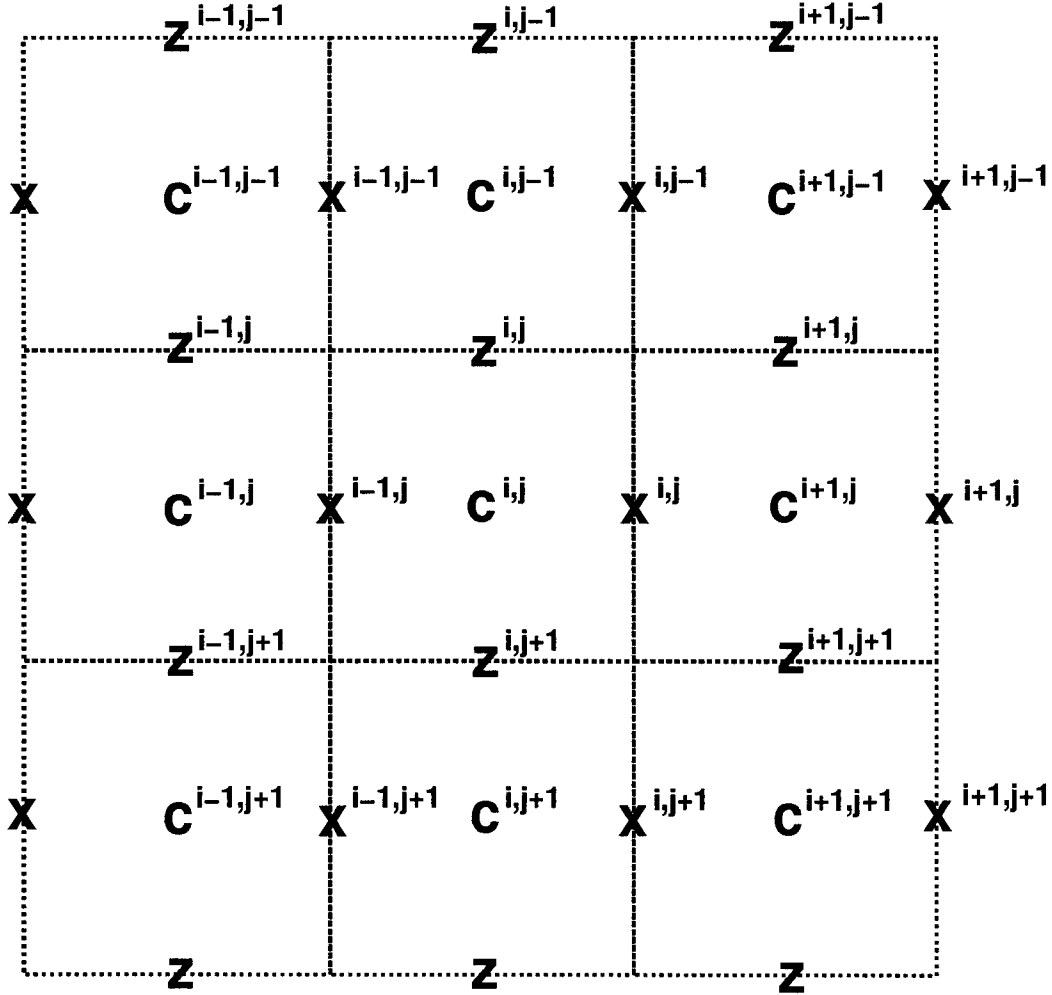 Z i−1,j−1 Z i,j−1 Z i+1,j−1
X C i−1,j−1 X i−1,j−1 C i,j−1 X i,j−1 C i+1,j−1 X i+1,j−1
Z i−1,j Z i,j Z i+1,j
X C i−1,j X i−1,j C i,j X i,j C i+1,j X i+1,j
Z i−1,j+1 Z i,j+1 Z i+1,j+1
X C i−1,j+1 X i−1,j+1 C i,j+1 X i,j+1 C i+1,j+1 X i+1,j+1
Z Z Z